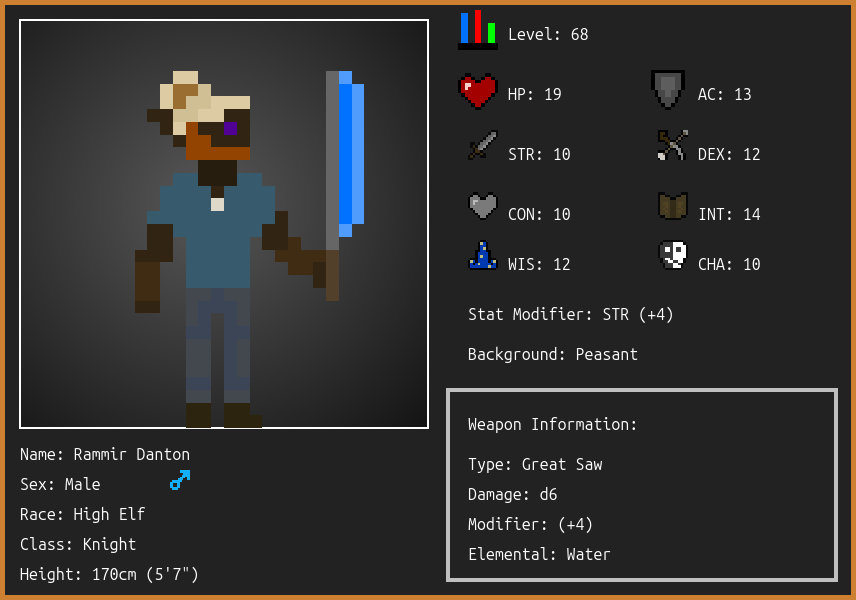 Level: 68
HP: 19
AC: 13
STR: 10
DEX: 12
CON: 10
INT: 14
WIS: 12
CHA: 10
Stat Modifier: STR (+4)
Background: Peasant
Weapon Information:
Type: Great Saw
Damage: d6
Modifier: (+4)
Elemental: Water
Name: Rammir Danton
Sex: Male
Race: High Elf
Class: Knight
Height: 170cm (5'7")